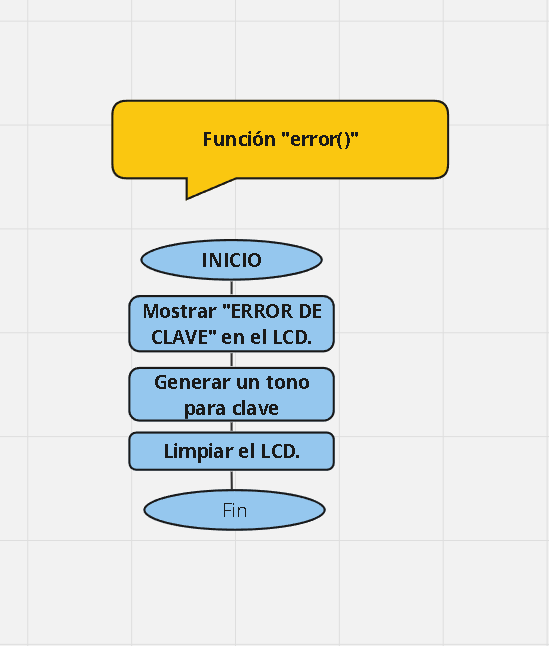 Función "error()"
INICIO
Mostrar "ERROR DE
CLAVE" en el LCD.
Generar un tono
para clave
Limpiar el LCD.
Fin